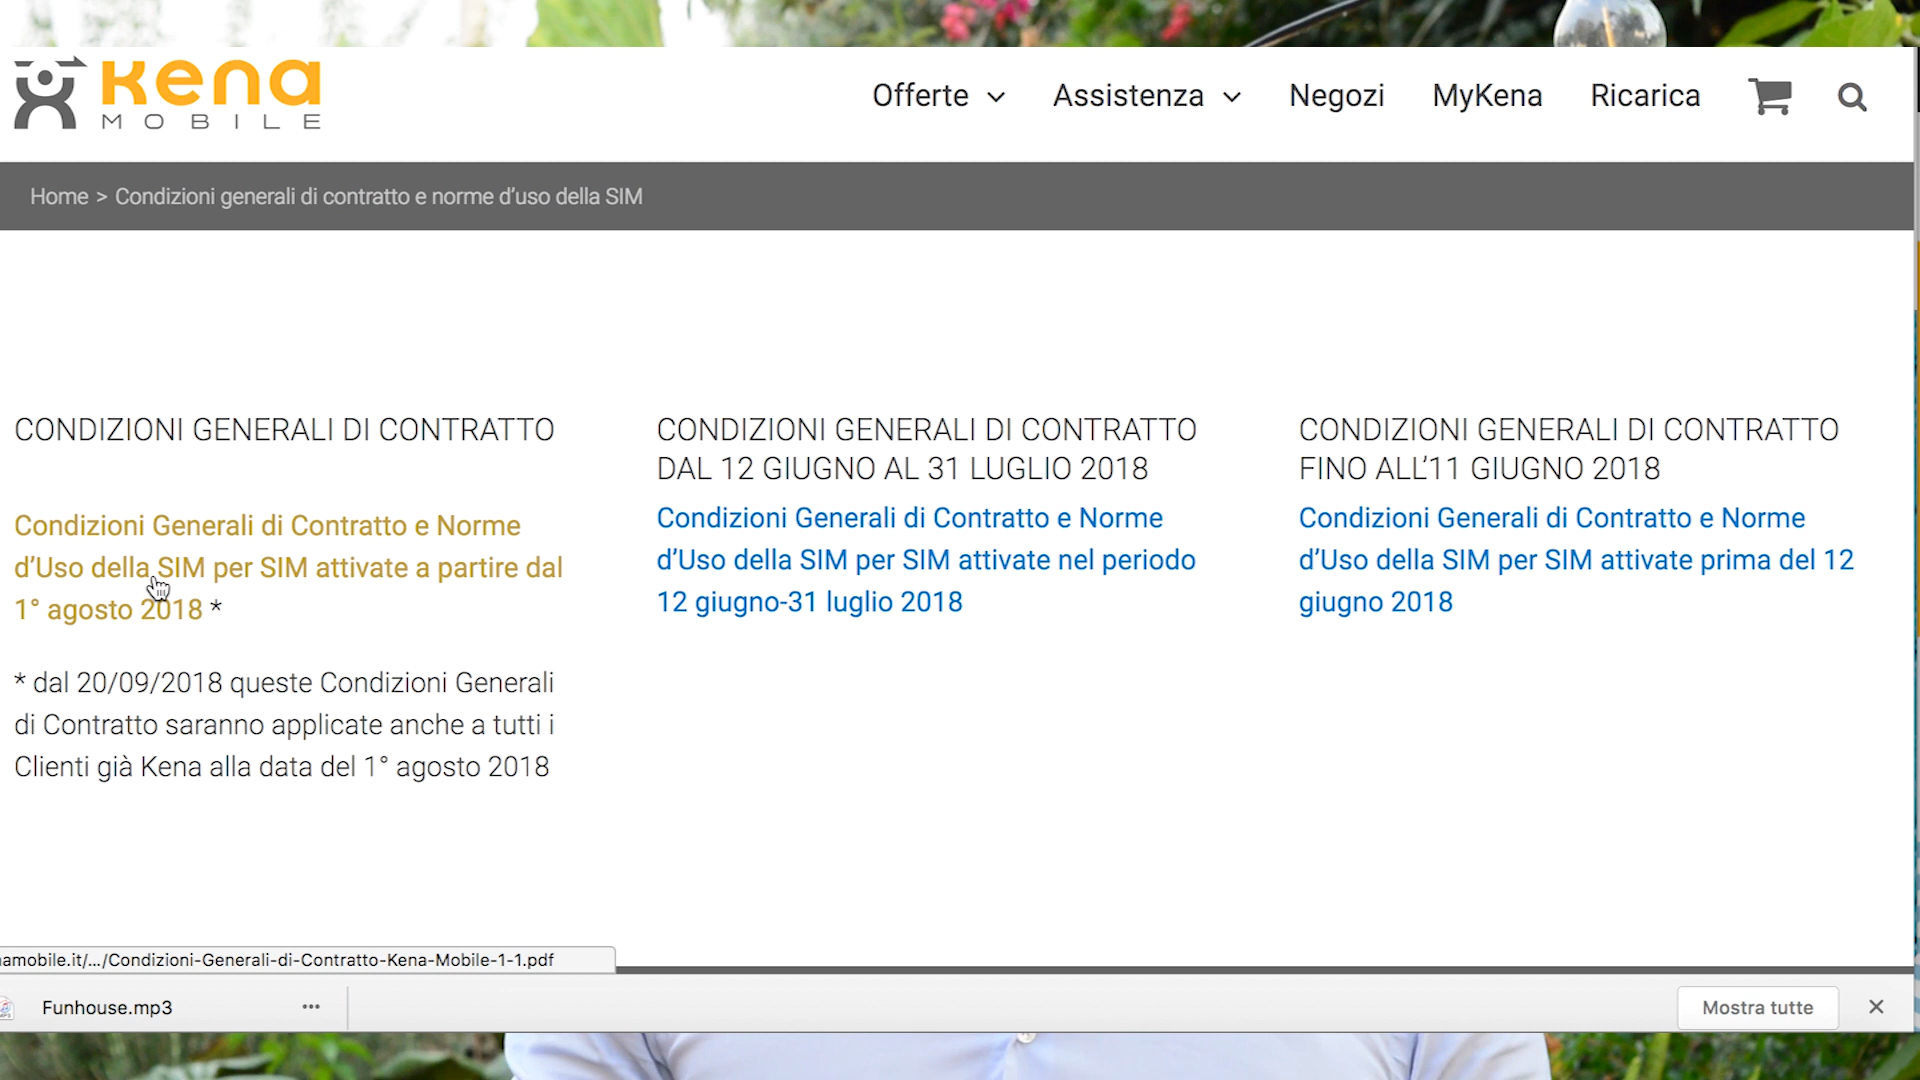 kena
MOBILE
Offerte
Assistenza
Negozi
MyKena
Ricarica
Home > Condizioni generali di contratto e norme d'uso della SIM
CONDIZIONI GENERALI DI CONTRATTO
Condizioni Generali di Contratto e Norme
d'Uso della SIM per SIM attivate a partire dal
1° agosto 2018 *
* dal 20/09/2018 queste Condizioni Generali
di Contratto saranno applicate anche a tutti i
Clienti già Kena alla data del 1° agosto 2018
CONDIZIONI GENERALI DI CONTRATTO
DAL 12 GIUGNO AL 31 LUGLIO 2018
Condizioni Generali di Contratto e Norme
d'Uso della SIM per SIM attivate nel periodo
12 giugno-31 luglio 2018
CONDIZIONI GENERALI DI CONTRATTO
FINO ALL'11 GIUGNO 2018
Condizioni Generali di Contratto e Norme
d'Uso della SIM per SIM attivate prima del 12
giugno 2018
amobile.it/.../Condizioni-Generali-di-Contratto-Kena-Mobile-1-1.pdf
Funhouse.mp3
Mostra tutte